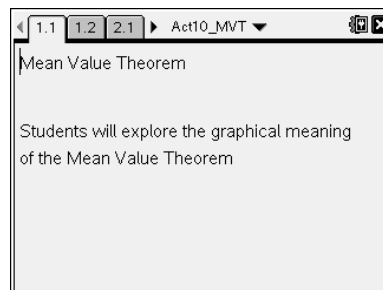 1.1 1.2 2.1 Act10_MVT
Mean Value Theorem
Students will explore the graphical meaning
of the Mean Value Theorem